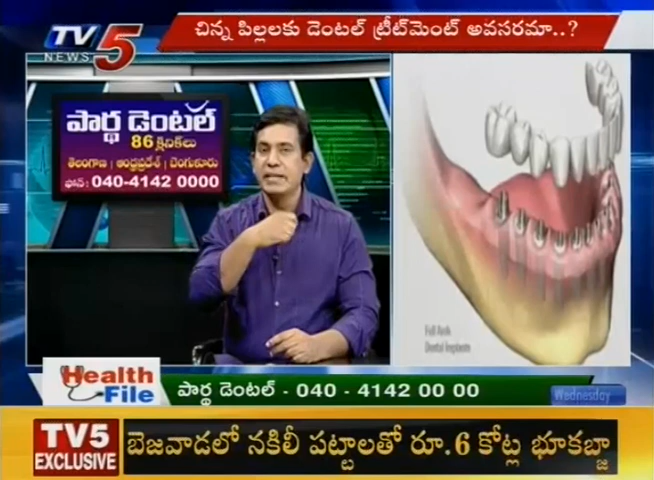 TV5
NEWS
చిన్న పిల్లలకు డెంటల్ ట్రీట్‌మెంట్ అవసరమా..?
పార్థ డెంటల్
86 క్లినిక్‌లు
తెలంగాణ | ఆంధ్రప్రదేశ్ | బెంగుళూరు
ఫోన్ : 040-4142 0000
Full Arch
Dental Implants
Health
File
పార్థ డెంటల్ - 040 - 4142 00 00
Wednesday
TV5
EXCLUSIVE
బెజవాడలో నకిలీ పట్టాలతో రూ.6 కోట్ల భూకబ్జా